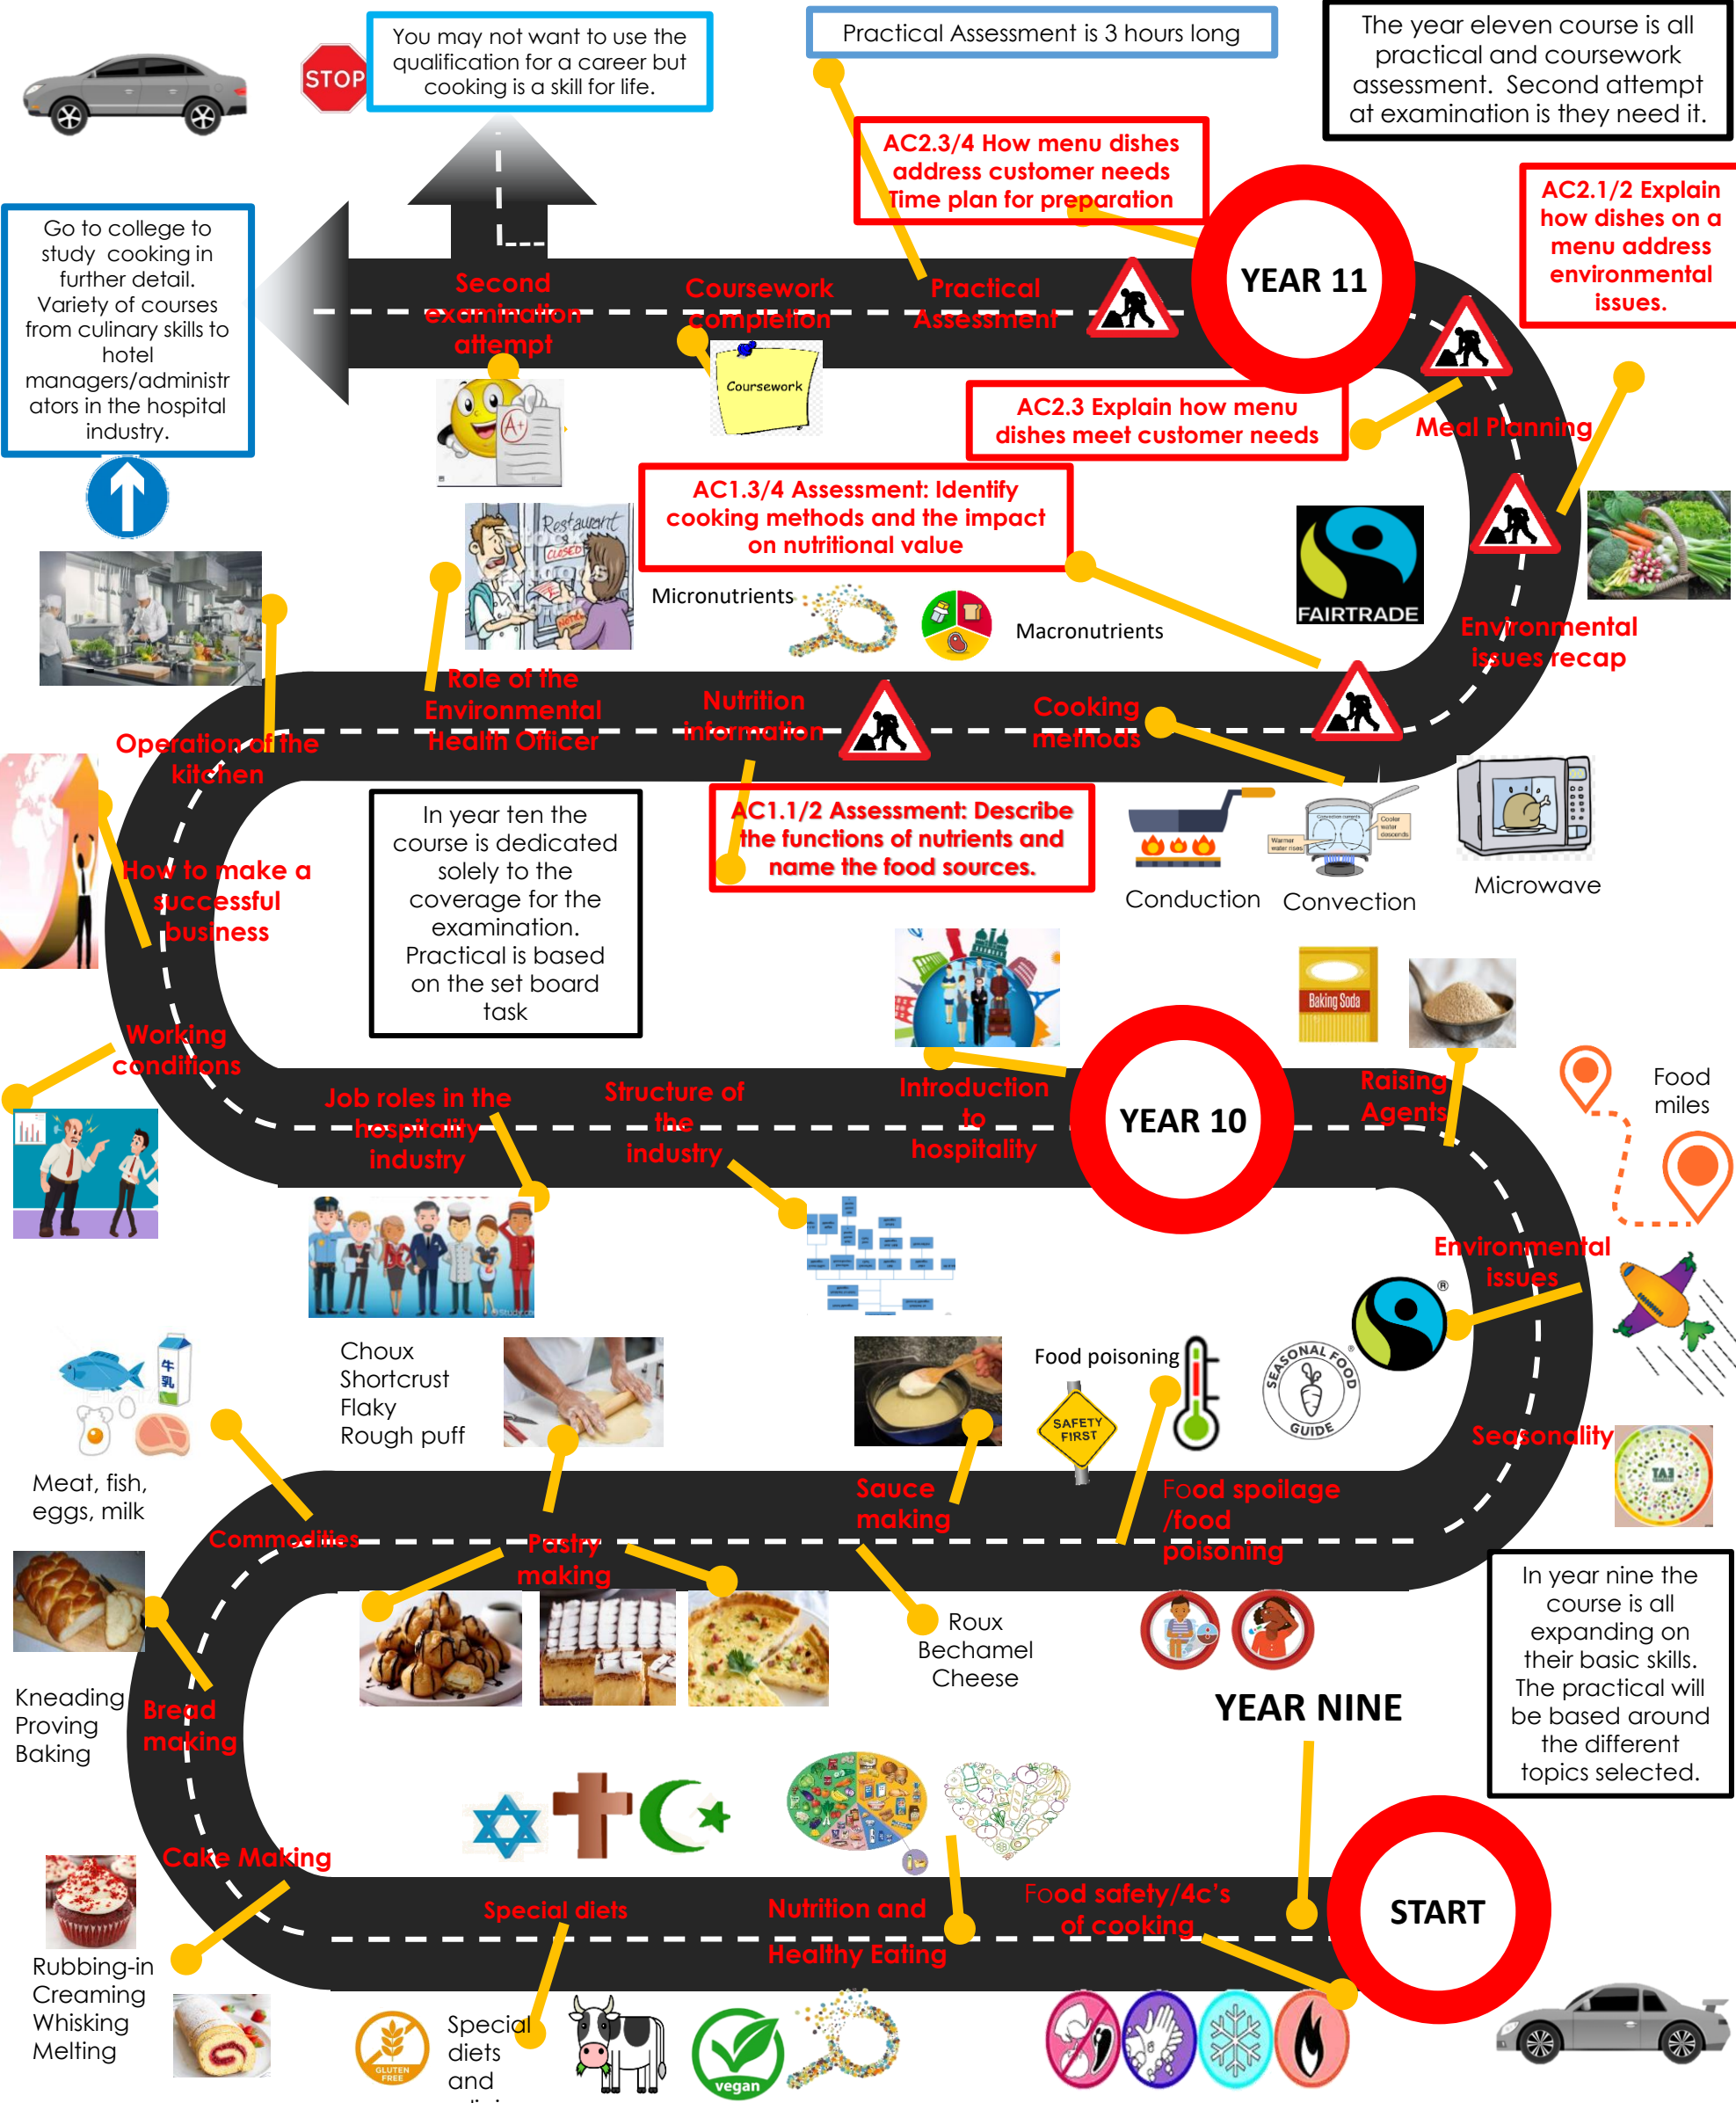 You may not want to use the
qualification for a career but
cooking is a skill for life.
STOP
Practical Assessment is 3 hours long
The year eleven course is all
practical and coursework
assessment. Second attempt
at examination is they need it.
AC2.3/4 How menu dishes
address customer needs
Time plan for preparation
AC2.1/2 Explain
how dishes on a
menu address
environmental
issues.
YEAR 11
Go to college to
study cooking in
further detail.
Variety of courses
from culinary skills to
hotel
managers/administr
ators in the hospital
industry.
Second
examination
attempt
Coursework
completion
Practical
Assessment
A+
Coursework
AC2.3 Explain how menu
dishes meet customer needs
Meal Planning
AC1.3/4 Assessment: Identify
cooking methods and the impact
on nutritional value
Restaurant
CLOSED
NOTICE
Micronutrients
Macronutrients
FAIRTRADE
Environmental
issues recap
Role of the
Environmental
Health Officer
Nutrition
information
Cooking
methods
Operation of the
kitchen
How to make a
successful
business
In year ten the
course is dedicated
solely to the
coverage for the
examination.
Practical is based
on the set board
task
AC1.1/2 Assessment: Describe
the functions of nutrients and
name the food sources.
Convection currents
Cooler
water
descends
Warmer
water rises
Conduction
Convection
Microwave
Baking Soda
Working
conditions
Job roles in the
hospitality
industry
Structure of
the
industry
Introduction
to
hospitality
YEAR 10
Raising
Agents
Food
miles
Environmental
issues
®
SEASONAL FOOD
GUIDE
®
Seasonality
EAT
牛
乳
Meat, fish,
eggs, milk
Choux
Shortcrust
Flaky
Rough puff
Food poisoning
SAFETY
FIRST
Commodities
Pastry
making
Sauce
making
Food spoilage
/food
poisoning
Roux
Bechamel
Cheese
In year nine the
course is all
expanding on
their basic skills.
The practical will
be based around
the different
topics selected.
Kneading
Proving
Baking
Bread
making
YEAR NINE
Cake Making
Rubbing-in
Creaming
Whisking
Melting
Special diets
Nutrition and
Healthy Eating
Food safety/4c's
of cooking
START
GLUTEN
FREE
Special
diets
and
vegan